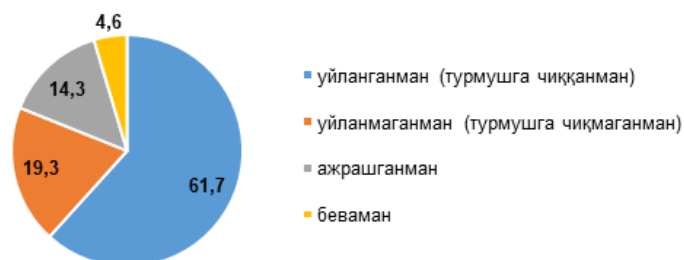 4,6
14,3
19,3
61,7
уйланганман (турмушга чиққанман)
уйланмаганман (турмушга чиқмаганман)
ажрашганман
беваман